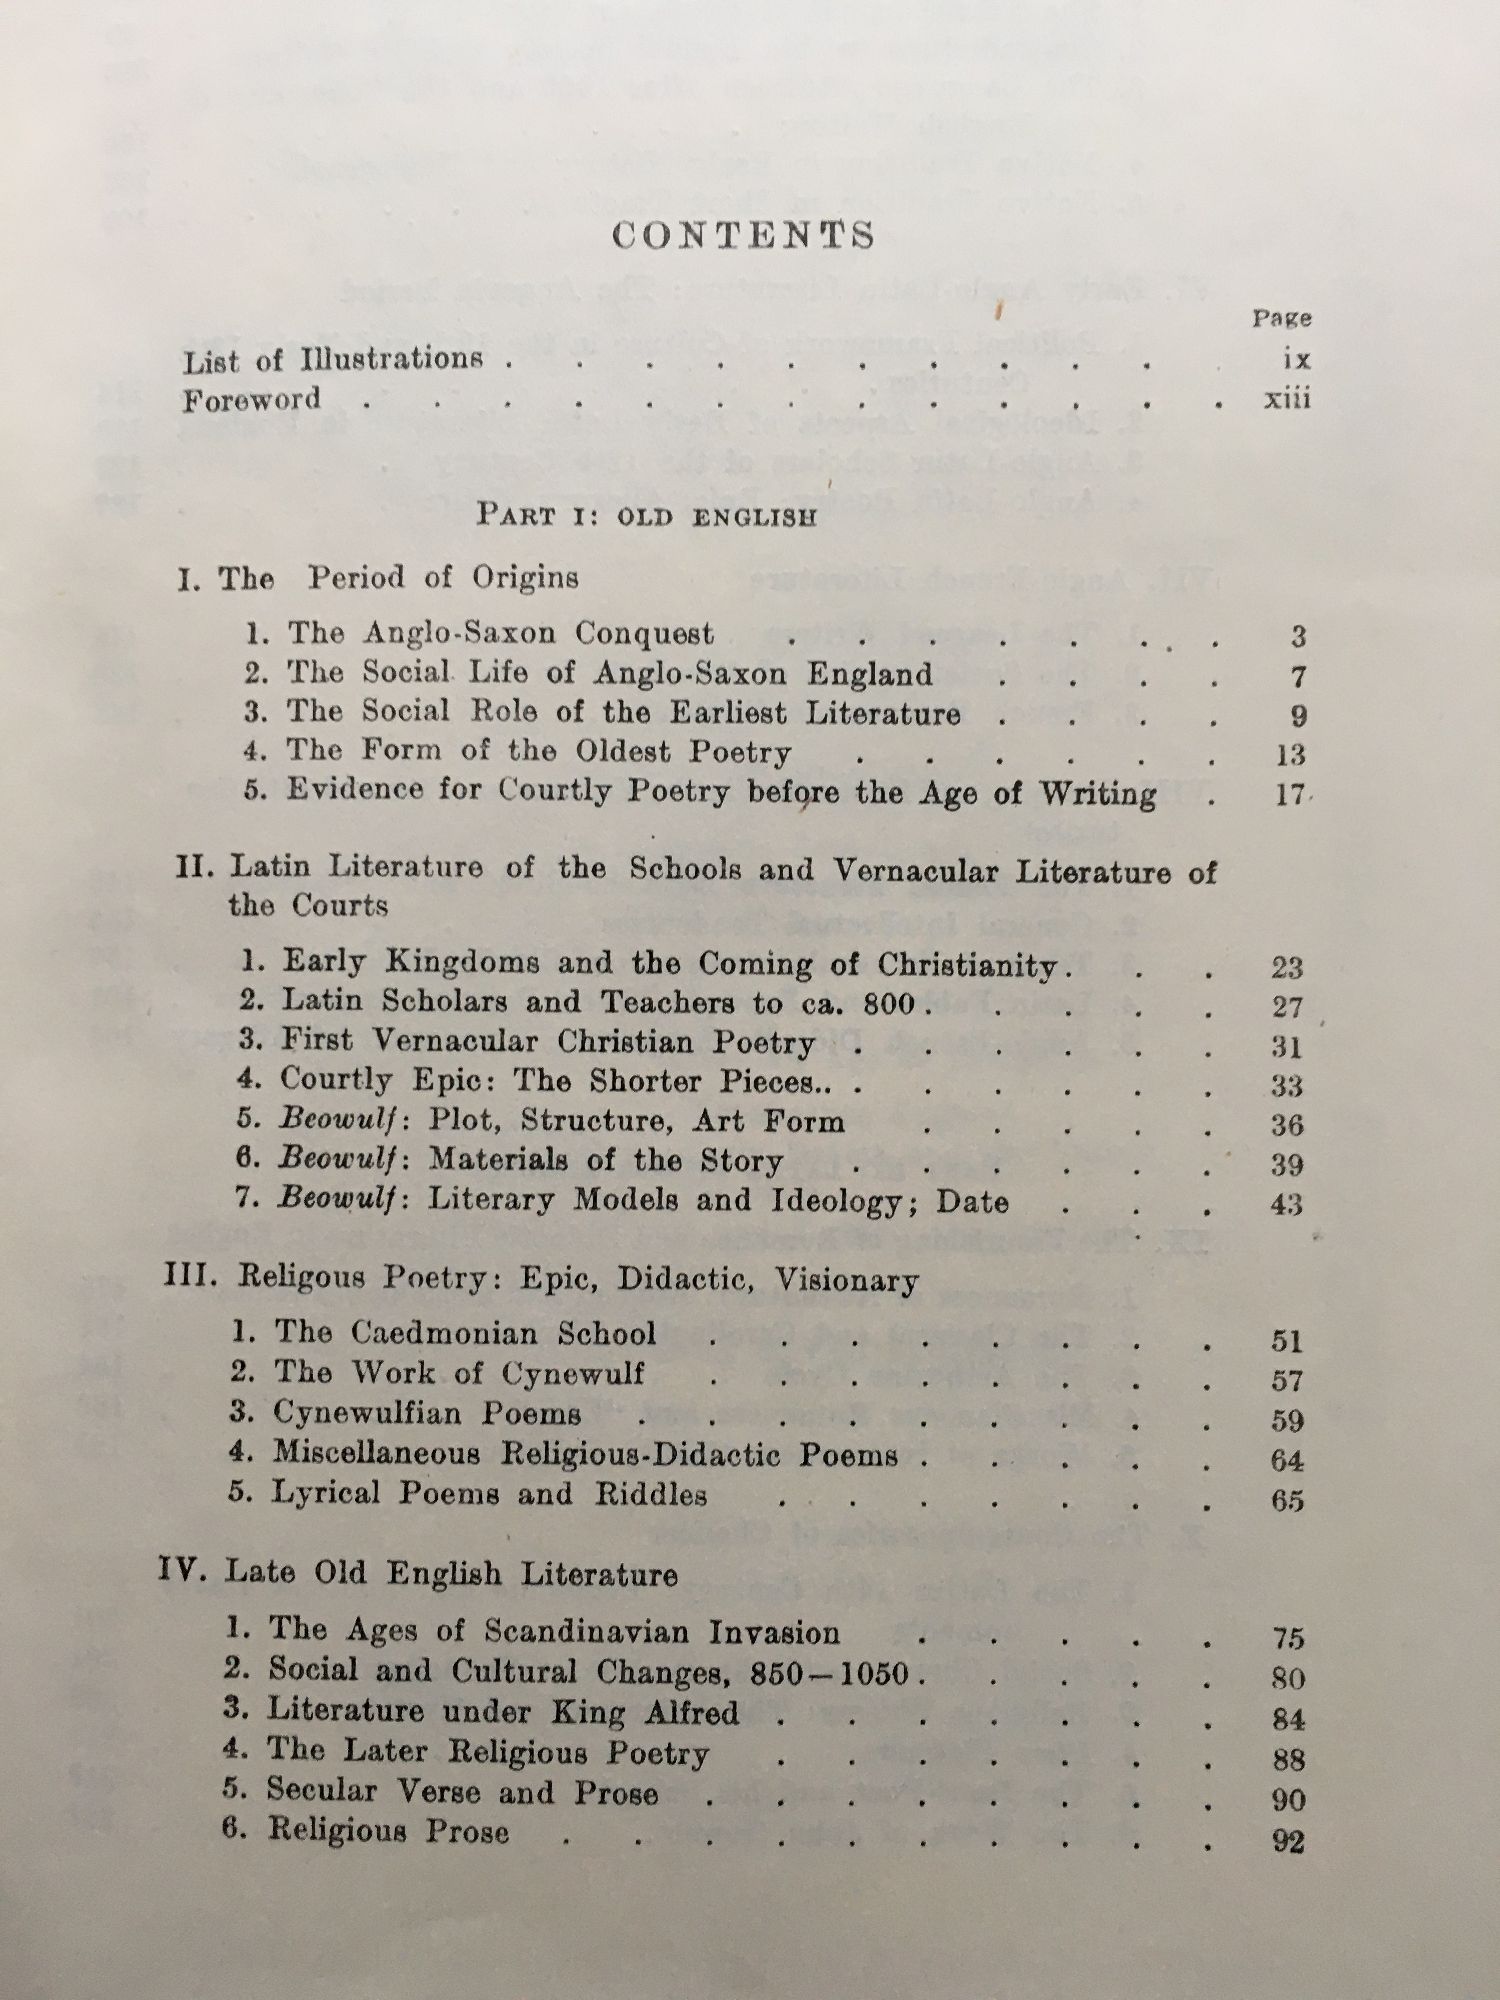 CONTENTS
Page
List of Illustrations . . . . . . . . . . ix
Foreword . . . . . . . . . . . . . xiii
PART I: OLD ENGLISH
I. The Period of Origins
1. The Anglo-Saxon Conquest . . . . . . . 3
2. The Social Life of Anglo-Saxon England . . . . 7
3. The Social Role of the Earliest Literature . . . . 9
4. The Form of the Oldest Poetry . . . . . . 13
5. Evidence for Courtly Poetry before the Age of Writing . 17
II. Latin Literature of the Schools and Vernacular Literature of
the Courts
1. Early Kingdoms and the Coming of Christianity . . . 23
2. Latin Scholars and Teachers to ca. 800 . . . . . 27
3. First Vernacular Christian Poetry . . . . . . 31
4. Courtly Epic: The Shorter Pieces.. . . . . . . 33
5. Beowulf: Plot, Structure, Art Form . . . . . 36
6. Beowulf: Materials of the Story . . . . . . 39
7. Beowulf: Literary Models and Ideology; Date . . . 43
III. Religous Poetry: Epic, Didactic, Visionary
1. The Caedmonian School . . . . . . . . 51
2. The Work of Cynewulf . . . . . . . . 57
3. Cynewulfian Poems . . . . . . . . . 59
4. Miscellaneous Religious-Didactic Poems . . . . . 64
5. Lyrical Poems and Riddles . . . . . . . 65
IV. Late Old English Literature
1. The Ages of Scandinavian Invasion . . . . . 75
2. Social and Cultural Changes, 850—1050 . . . . . 80
3. Literature under King Alfred . . . . . . . 84
4. The Later Religious Poetry . . . . . . . 88
5. Secular Verse and Prose . . . . . . . . 90
6. Religious Prose . . . . . . . . . . 92